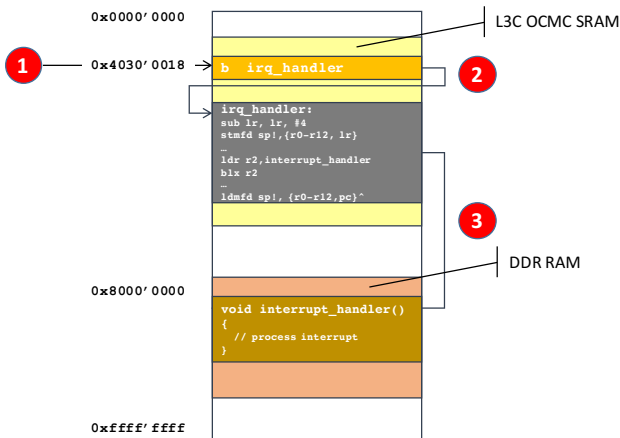 0x0000'0000
L3C OCMC SRAM
1
0x4030'0018
b irq_handler
2
irq_handler:
sub lr, lr, #4
stmfd sp!,{r0-r12, lr}
…
ldr r2,interrupt_handler
blx r2
…
ldmfd sp!, {r0-r12,pc}^
3
DDR RAM
0x8000'0000
void interrupt_handler()
{
// process interrupt
}
0xffff'ffff